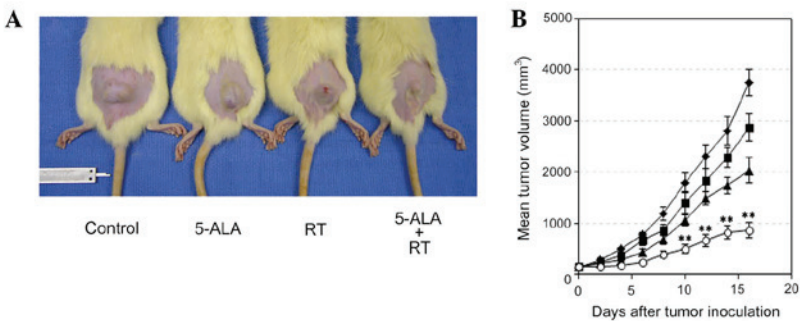 A
Control
5-ALA
RT
5-ALA
+
RT
B
Mean tumor volume (mm³)
5000
4000
3000
2000
1000
0
** ** ** **
0 5 10 15 20
Days after tumor inoculation